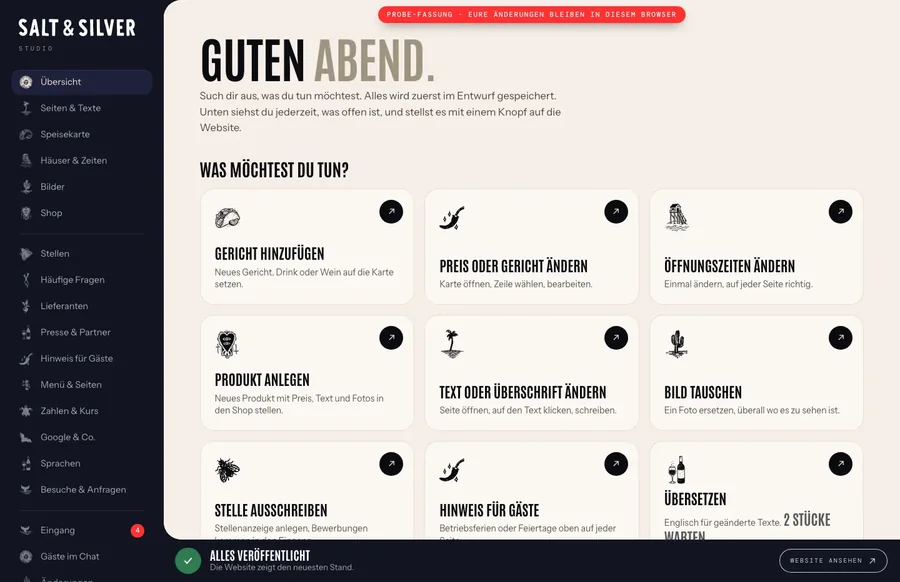 SALT & SILVER
STUDIO
Übersicht
Seiten & Texte
Speisekarte
Häuser & Zeiten
Bilder
Shop
Stellen
Häufige Fragen
Lieferanten
Presse & Partner
Hinweis für Gäste
Menü & Seiten
Zahlen & Kurs
Google & Co.
Sprachen
Besuche & Anfragen
Eingang 4
Gäste im Chat
Änderungen
PROBE-FASSUNG · EURE ÄNDERUNGEN BLEIBEN IN DIESEM BROWSER
GUTEN ABEND.
Such dir aus, was du tun möchtest. Alles wird zuerst im Entwurf gespeichert.
Unten siehst du jederzeit, was offen ist, und stellst es mit einem Knopf auf die
Website.
WAS MÖCHTEST DU TUN?
GERICHT HINZUFÜGEN
Neues Gericht, Drink oder Wein auf die Karte
setzen.
PREIS ODER GERICHT ÄNDERN
Karte öffnen, Zeile wählen, bearbeiten.
ÖFFNUNGSZEITEN ÄNDERN
Einmal ändern, auf jeder Seite richtig.
PRODUKT ANLEGEN
Neues Produkt mit Preis, Text und Fotos in
den Shop stellen.
TEXT ODER ÜBERSCHRIFT ÄNDERN
Seite öffnen, auf den Text klicken, schreiben.
BILD TAUSCHEN
Ein Foto ersetzen, überall wo es zu sehen ist.
STELLE AUSSCHREIBEN
Stellenanzeige anlegen, Bewerbungen
HINWEIS FÜR GÄSTE
Betriebsferien oder Feiertage oben auf jeder
Seite.
ÜBERSETZEN
Englisch für geänderte Texte. 2 STÜCKE
WARTEN
ALLES VERÖFFENTLICHT
Die Website zeigt den neuesten Stand.
WEBSITE ANSEHEN